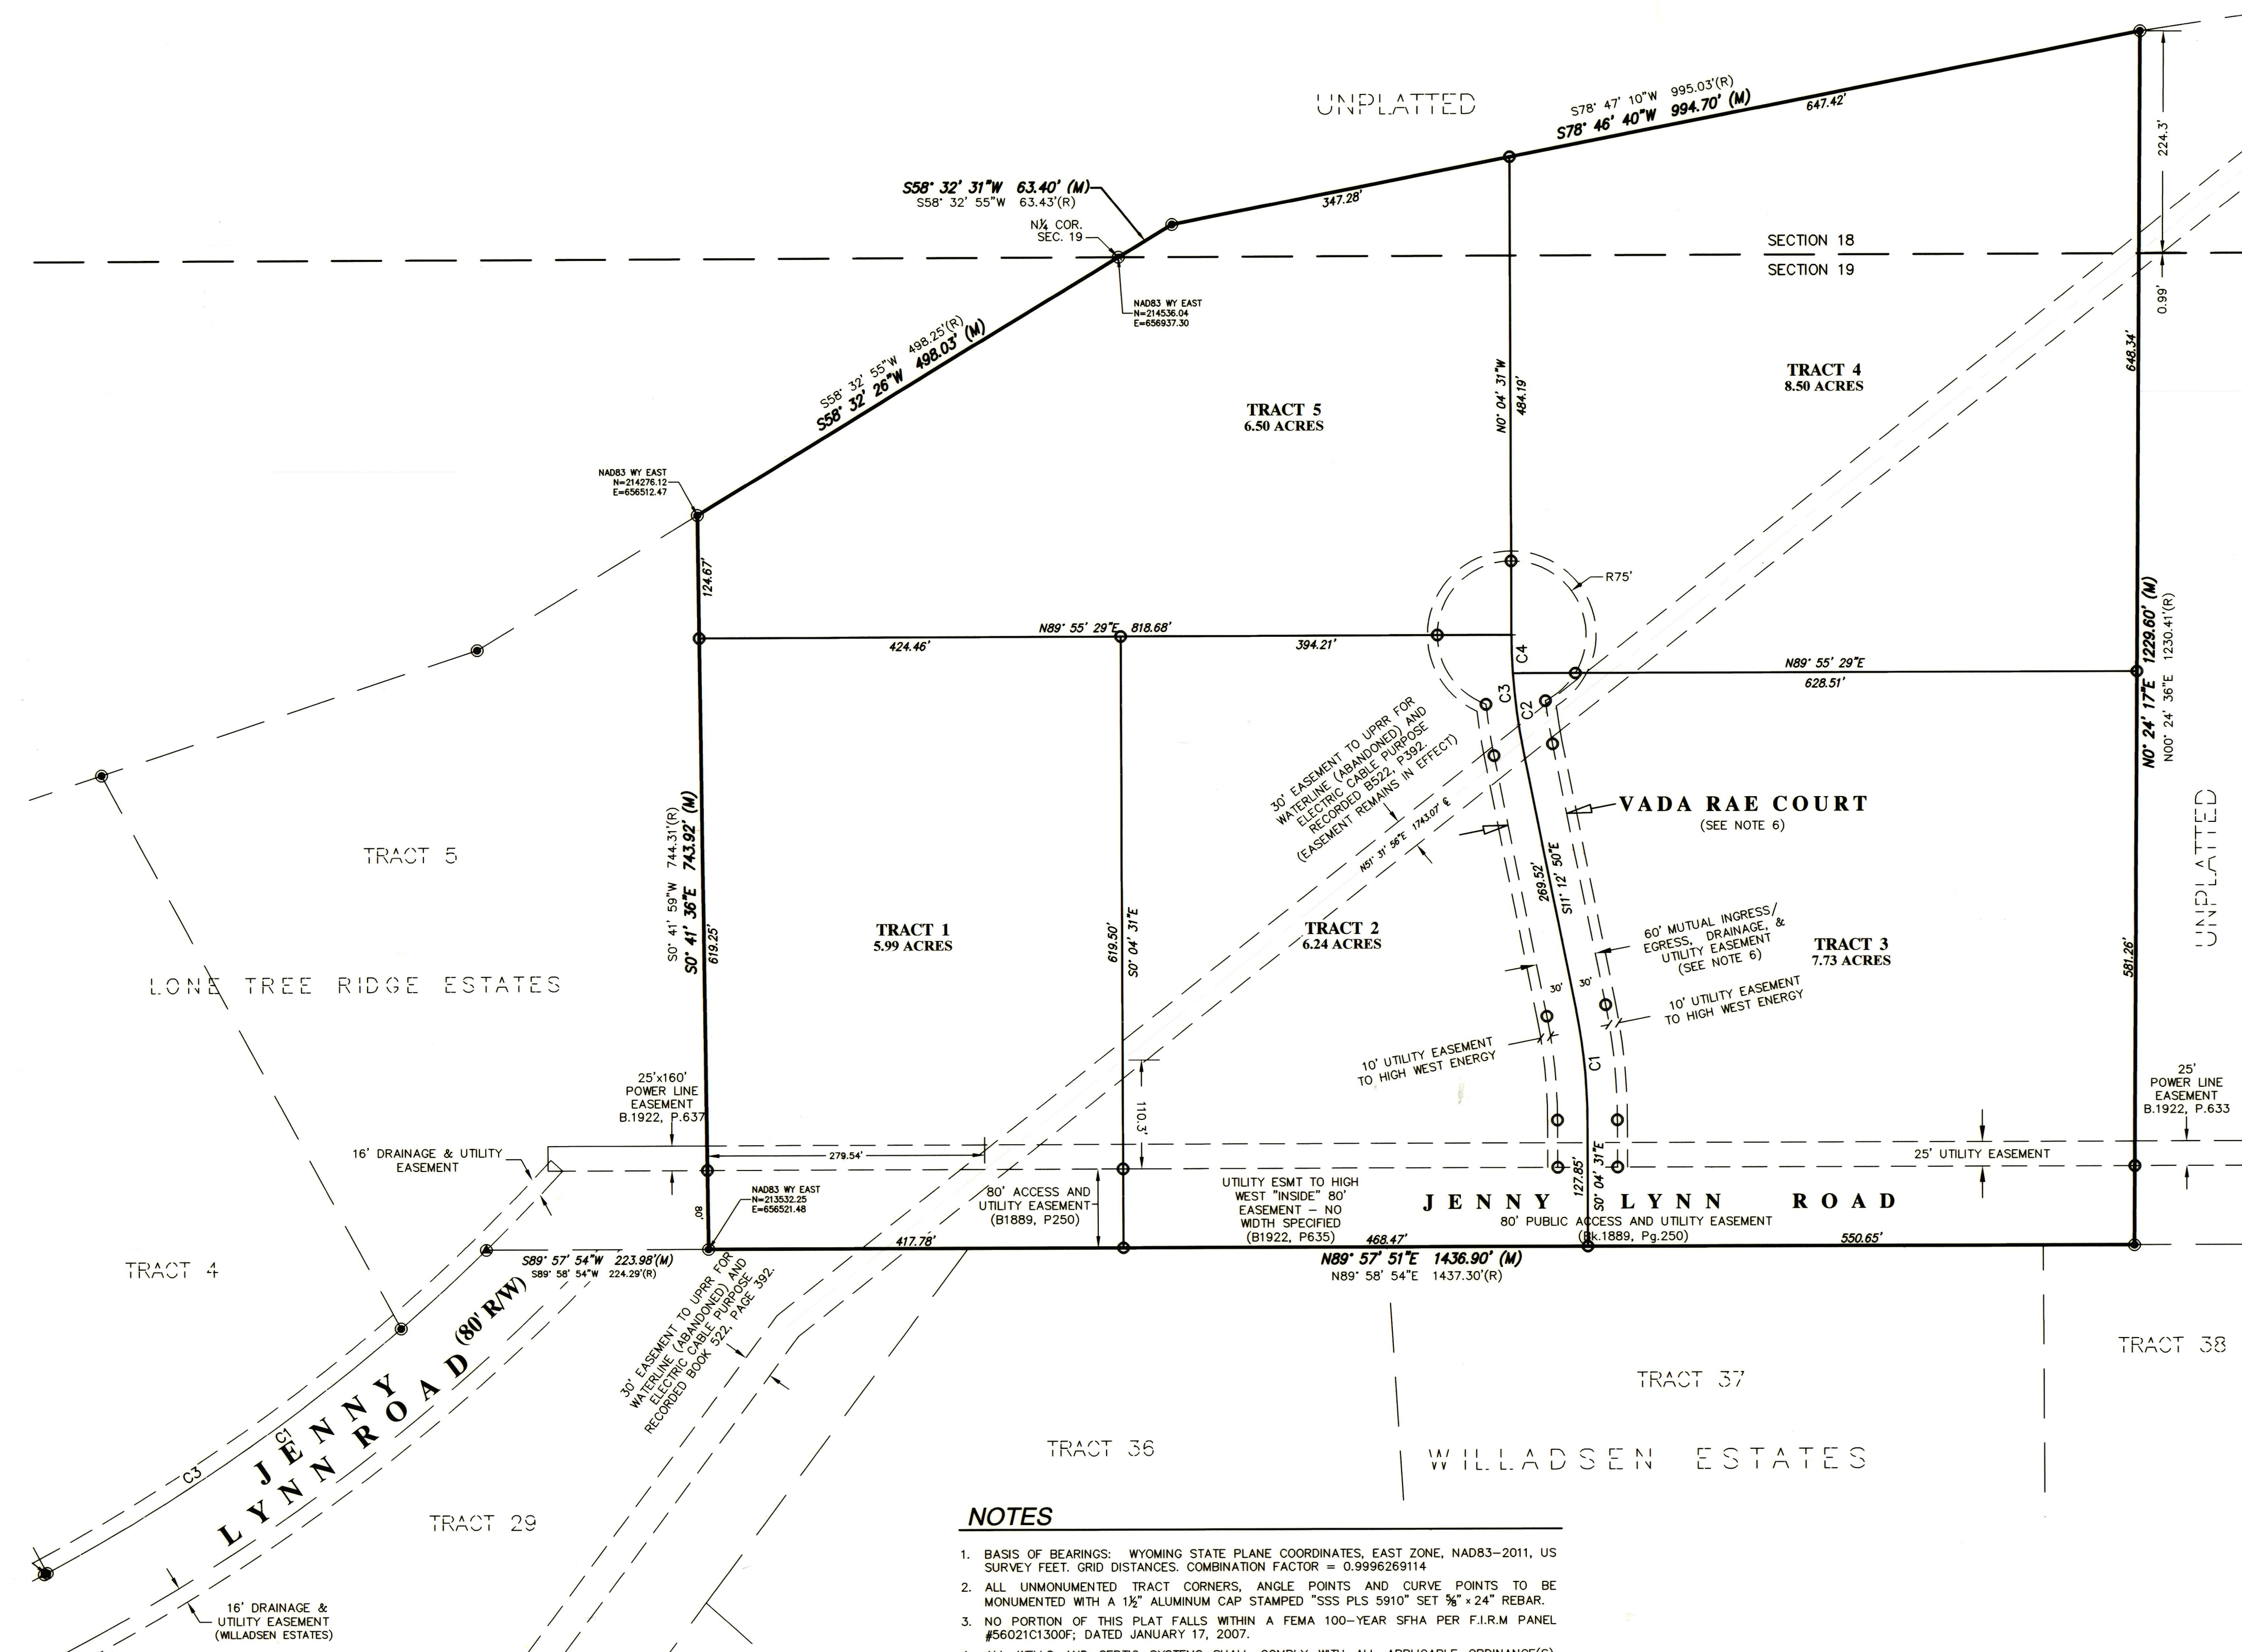 UNPLATTED
S78° 47' 10"W 995.03'(R)
S78° 46' 40"W 994.70' (M)
647.42'
224.3'
S58° 32' 31"W 63.40' (M)
S58° 32' 55"W 63.43'(R)
N¼ COR.
SEC. 19
347.28'
SECTION 18
SECTION 19
0.99'
NAD83 WY EAST
N=214536.04
E=656937.30
S58° 32' 55"W 498.25'(R)
S58° 32' 26"W 498.03' (M)
N0° 04' 31"W
484.19'
648.34'
TRACT 4
8.50 ACRES
TRACT 5
6.50 ACRES
NAD83 WY EAST
N=214276.12
E=656512.47
124.67'
R75'
N89° 55' 29"E 818.68'
424.46'
394.21'
C4
N89° 55' 29"E
628.51'
C3
C2
N0° 24' 17"E 1229.60' (M)
N00° 24' 36"E 1230.41'(R)
30' EASEMENT TO UPRR FOR
WATERLINE (ABANDONED) AND
ELECTRIC CABLE PURPOSE
RECORDED B522, P392.
(EASEMENT REMAINS IN EFFECT)
N51° 31' 56"E 1743.07' ℄
VADA RAE COURT
(SEE NOTE 6)
UNPLATTED
TRACT 5
S0° 41' 59"W 744.31'(R)
S0° 41' 36"E 743.92' (M)
619.25'
269.52'
S11° 12' 50"E
TRACT 1
5.99 ACRES
619.50'
S0° 04' 31"E
TRACT 2
6.24 ACRES
60' MUTUAL INGRESS/
EGRESS, DRAINAGE, &
UTILITY EASEMENT
(SEE NOTE 6)
TRACT 3
7.73 ACRES
581.26'
LONE TREE RIDGE ESTATES
30' 30'
10' UTILITY EASEMENT
TO HIGH WEST ENERGY
10' UTILITY EASEMENT
TO HIGH WEST ENERGY
C1
25'x160'
POWER LINE
EASEMENT
B.1922, P.637
110.3'
25'
POWER LINE
EASEMENT
B.1922, P.633
16' DRAINAGE & UTILITY
EASEMENT
279.54'
25' UTILITY EASEMENT
NAD83 WY EAST
N=213532.25
E=656521.48
80'
80' ACCESS AND
UTILITY EASEMENT
(B1889, P250)
UTILITY ESMT TO HIGH
WEST "INSIDE" 80'
EASEMENT – NO
WIDTH SPECIFIED
(B1922, P635)
127.85'
S0° 04' 31"E
JENNY LYNN ROAD
80' PUBLIC ACCESS AND UTILITY EASEMENT
(Bk.1889, Pg.250)
417.78'
468.47'
550.65'
N89° 57' 51"E 1436.90' (M)
N89° 58' 54"E 1437.30'(R)
S89° 57' 54"W 223.98'(M)
S89° 58' 54"W 224.29'(R)
TRACT 4
30' EASEMENT TO UPRR FOR
WATERLINE (ABANDONED) AND
ELECTRIC CABLE PURPOSE
RECORDED BOOK 522, PAGE 392.
JENNY
LYNN ROAD (80' R/W)
C1
C3
TRACT 38
TRACT 37
TRACT 36
WILLADSEN ESTATES
TRACT 29
16' DRAINAGE &
UTILITY EASEMENT
(WILLADSEN ESTATES)
NOTES
1. BASIS OF BEARINGS: WYOMING STATE PLANE COORDINATES, EAST ZONE, NAD83-2011, US
SURVEY FEET. GRID DISTANCES. COMBINATION FACTOR = 0.9996269114
2. ALL UNMONUMENTED TRACT CORNERS, ANGLE POINTS AND CURVE POINTS TO BE
MONUMENTED WITH A 1½" ALUMINUM CAP STAMPED "SSS PLS 5910" SET ⅝" x 24" REBAR.
3. NO PORTION OF THIS PLAT FALLS WITHIN A FEMA 100-YEAR SFHA PER F.I.R.M PANEL
#56021C1300F; DATED JANUARY 17, 2007.